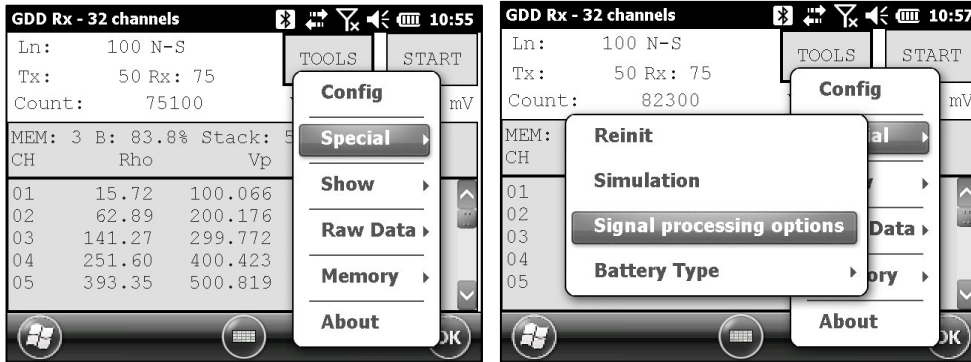 GDD Rx - 32 channels 10:55
Ln: 100 N-S
TOOLS START
Tx: 50 Rx: 75
Count: 75100 mV
MEM: 3 B: 83.8% Stack: 5
CH Rho Vp
01 15.72 100.066
02 62.89 200.176
03 141.27 299.772
04 251.60 400.423
05 393.35 500.819
Config
Special
Show
Raw Data
Memory
About
OK
GDD Rx - 32 channels 10:57
Ln: 100 N-S
TOOLS START
Tx: 50 Rx: 75
Count: 82300 mV
MEM:
CH
01
02
03
04
05
Config
ial
Data
ory
About
OK
Reinit
Simulation
Signal processing options
Battery Type